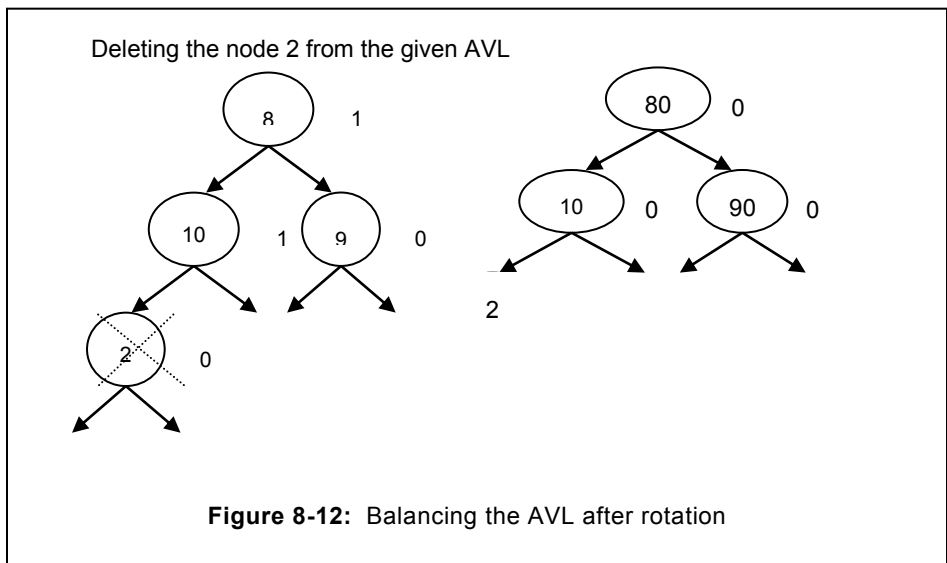 Deleting the node 2 from the given AVL
8 1
10 1 9 0
2 0
80 0
10 0 90 0
2
Figure 8-12: Balancing the AVL after rotation